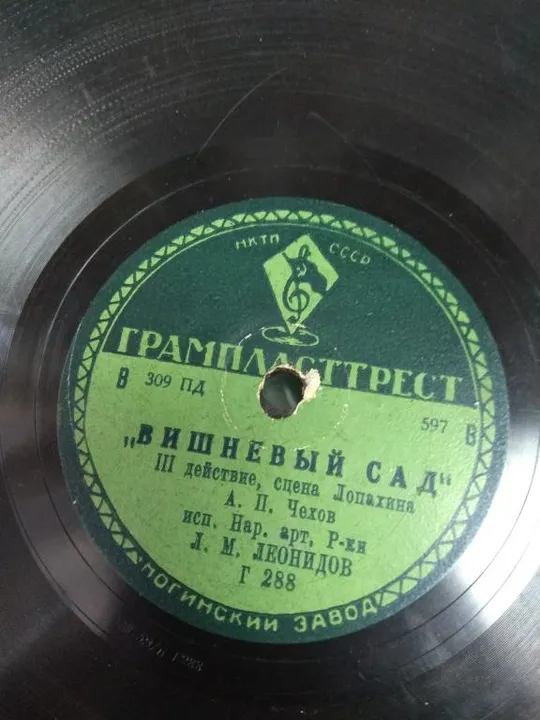 НКТП СССР
ГРАМПЛАСТТРЕСТ
В 309 ПД 597 В
„ВИШНЕВЫЙ САД“
III действие, сцена Лопахина
А. П. Чехов
исп. Нар. арт, Р-ки
Л. М. ЛЕОНИДОВ
Г 288
НОГИНСКИЙ ЗАВОД